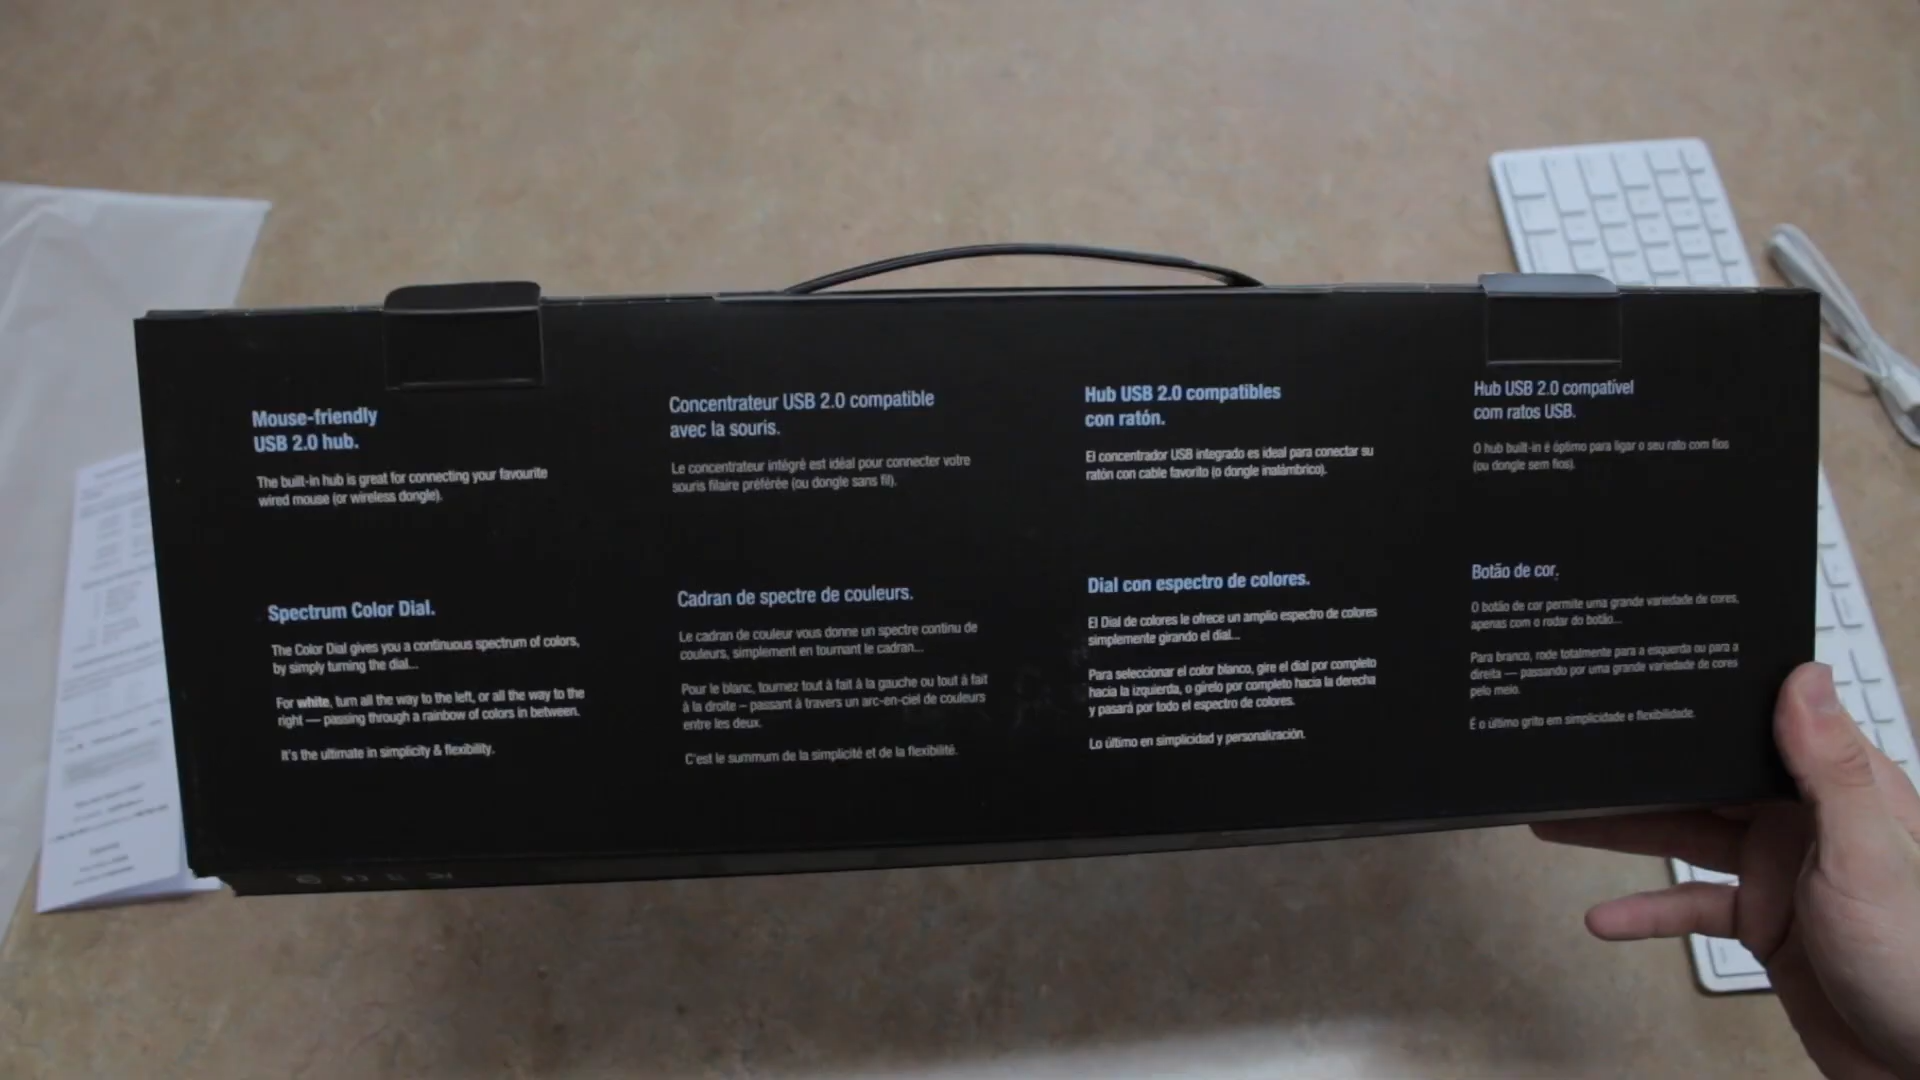 Mouse-friendly
USB 2.0 hub.
The built-in hub is great for connecting your favourite
wired mouse (or wireless dongle).
Spectrum Color Dial.
The Color Dial gives you a continuous spectrum of colors,
by simply turning the dial...
For white, turn all the way to the left, or all the way to the
right — passing through a rainbow of colors in between.
It's the ultimate in simplicity & flexibility.
Concentrateur USB 2.0 compatible
avec la souris.
Le concentrateur intégré est idéal pour connecter votre
souris filaire préférée (ou dongle sans fil).
Cadran de spectre de couleurs.
Le cadran de couleur vous donne un spectre continu de
couleurs, simplement en tournant le cadran...
Pour le blanc, tournez tout à fait à la gauche ou tout à fait
à la droite – passant à travers un arc-en-ciel de couleurs
entre les deux.
C'est le summum de la simplicité et de la flexibilité.
Hub USB 2.0 compatibles
con ratón.
El concentrador USB integrado es ideal para conectar su
ratón con cable favorito (o dongle inalámbrico).
Dial con espectro de colores.
El Dial de colores le ofrece un amplio espectro de colores
simplemente girando el dial...
Para seleccionar el color blanco, gire el dial por completo
hacia la izquierda, o gírelo por completo hacia la derecha
y pasará por todo el espectro de colores.
Lo último en simplicidad y personalización.
Hub USB 2.0 compatível
com ratos USB.
O hub built-in é óptimo para ligar o seu rato com fios
(ou dongle sem fios).
Botão de cor.
O botão de cor permite uma grande variedade de cores,
apenas com o rodar do botão...
Para branco, rode totalmente para a esquerda ou para a
direita — passando por uma grande variedade de cores
pelo meio.
É o último grito em simplicidade e flexibilidade.